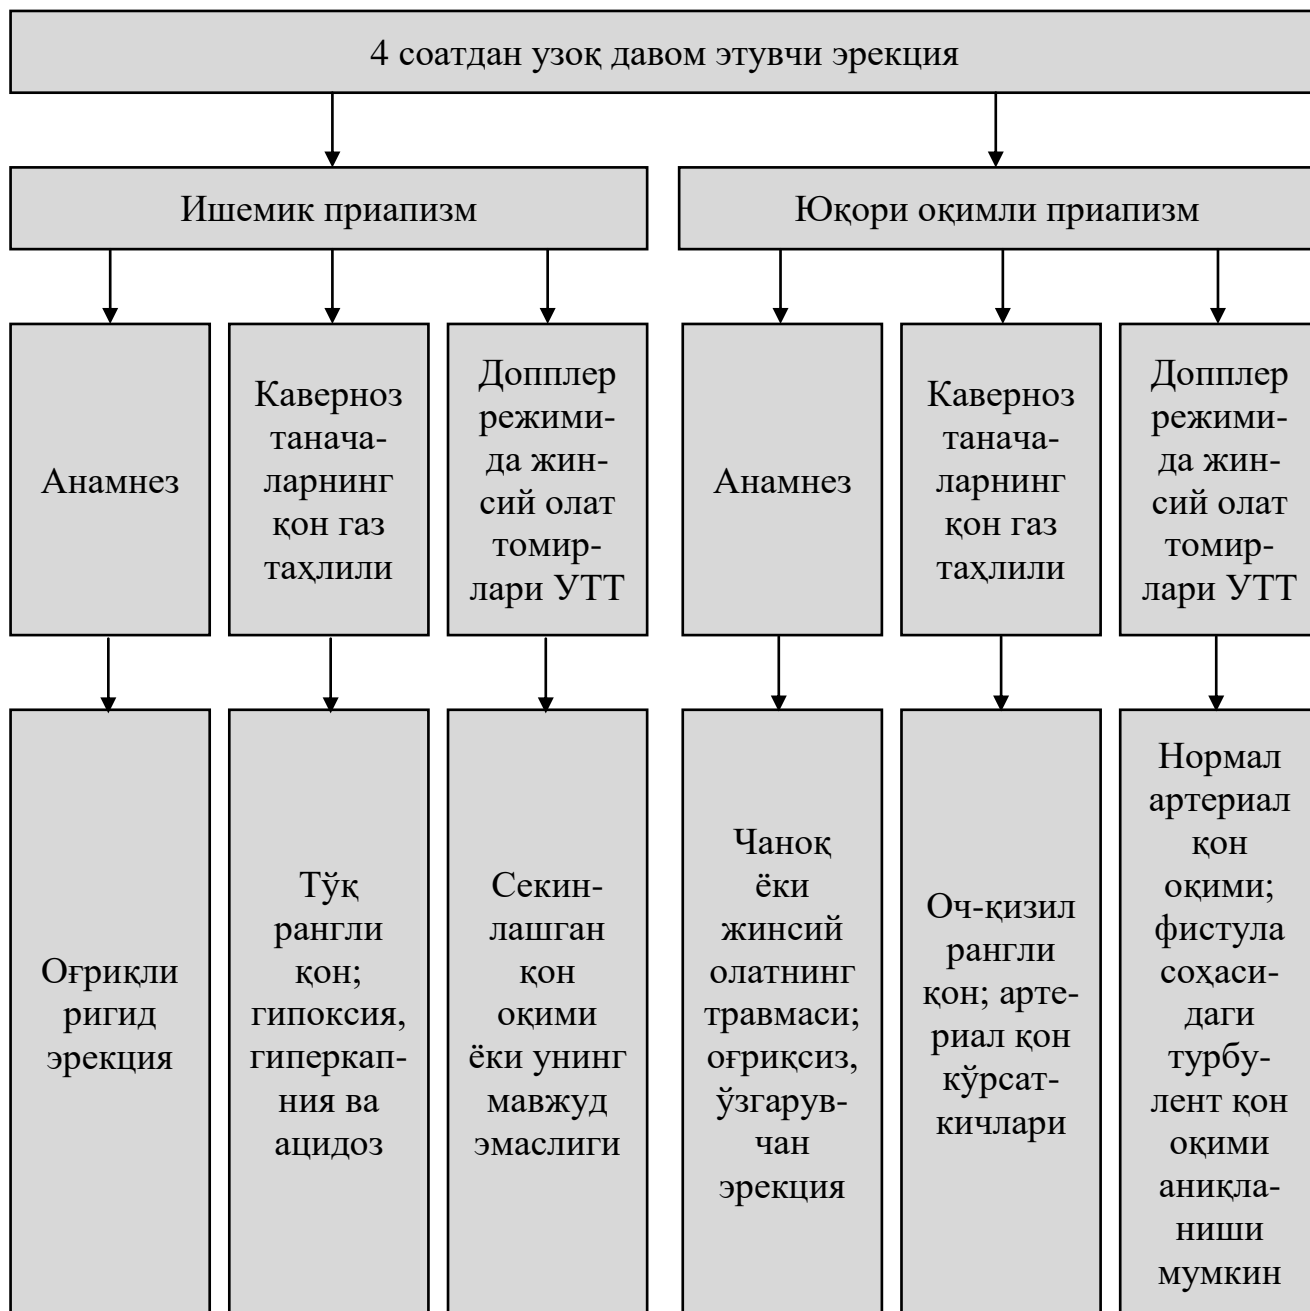 4 соатдан узоқ давом этувчи эрекция
Ишемик приапизм
Юқори оқимли приапизм
Анамнез
Каверноз
танача-
ларнинг
қон газ
таҳлили
Допплер
режими-
да жин-
сий олат
томир-
лари УТТ
Анамнез
Каверноз
танача-
ларнинг
қон газ
таҳлили
Допплер
режими-
да жин-
сий олат
томир-
лари УТТ
Оғриқли
ригид
эрекция
Тўқ
рангли
қон;
гипоксия,
гиперкап-
ния ва
ацидоз
Секин-
лашган
қон
оқими
ёки унинг
мавжуд
эмаслиги
Чаноқ
ёки
жинсий
олатнинг
травмаси;
оғриқсиз,
ўзгарув-
чан
эрекция
Оч-қизил
рангли
қон; арте-
риал қон
кўрсат-
кичлари
Нормал
артериал
қон
оқими;
фистула
соҳаси-
даги
турбу-
лент қон
оқими
аниқла-
ниши
мумкин